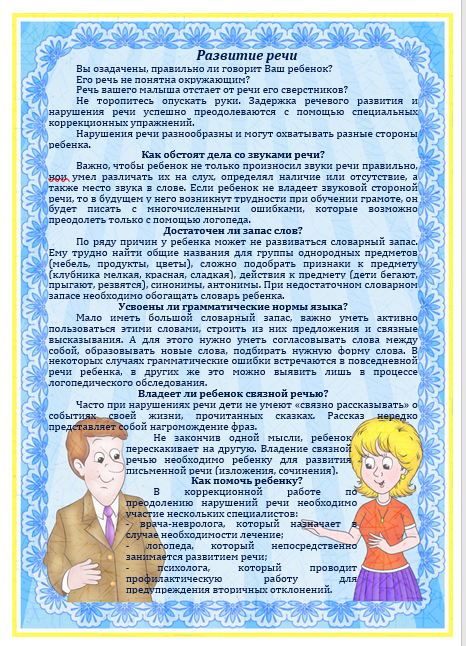 Развитие речи
Вы озадачены, правильно ли говорит Ваш ребенок?
Его речь не понятна окружающим?
Речь вашего малыша отстает от речи его сверстников?
Не торопитесь опускать руки. Задержка речевого развития и
нарушения речи успешно преодолеваются с помощью специальных
коррекционных упражнений.
Нарушения речи разнообразны и могут охватывать разные стороны
ребенка.
Как обстоят дела со звуками речи?
Важно, чтобы ребенок не только произносил звуки речи правильно,
умел различать их на слух, определял наличие или отсутствие, а
также место звука в слове. Если ребенок не владеет звуковой стороной
речи, то в будущем у него возникнут трудности при обучении грамоте, он
будет писать с многочисленными ошибками, которые возможно
преодолеть только с помощью логопеда.
Достаточен ли запас слов?
По ряду причин у ребенка может не развиваться словарный запас.
Ему трудно найти общие названия для группы однородных предметов
(мебель, продукты, цветы), сложно подобрать признаки к предмету
(клубника мелкая, красная, сладкая), действия к предмету (дети бегают,
прыгают, резвятся), синонимы, антонимы. При недостаточном словарном
запасе необходимо обогащать словарь ребенка.
Усвоены ли грамматические нормы языка?
Мало иметь большой словарный запас, важно уметь активно
пользоваться этими словами, строить из них предложения и связные
высказывания. А для этого нужно уметь согласовывать слова между
собой, образовывать новые слова, подбирать нужную форму слова. В
некоторых случаях грамматические ошибки встречаются в повседневной
речи ребенка, в других же это можно выявить лишь в процессе
логопедического обследования.
Владеет ли ребенок связной речью?
Часто при нарушениях речи дети не умеют «связно рассказывать» о
событиях своей жизни, прочитанных сказках. Рассказ нередко
представляет собой нагромождение фраз.
Не закончив одной мысли, ребенок
перескакивает на другую. Владение связной
речью необходимо ребенку для развития
письменной речи (изложения, сочинения).
Как помочь ребенку?
В коррекционной работе по
преодолению нарушений речи необходимо
участие нескольких специалистов:
- врача-невролога, который назначает в
случае необходимости лечение;
- логопеда, который непосредственно
занимается развитием речи;
- психолога, который проводит
профилактическую работу для
предупреждения вторичных отклонений.